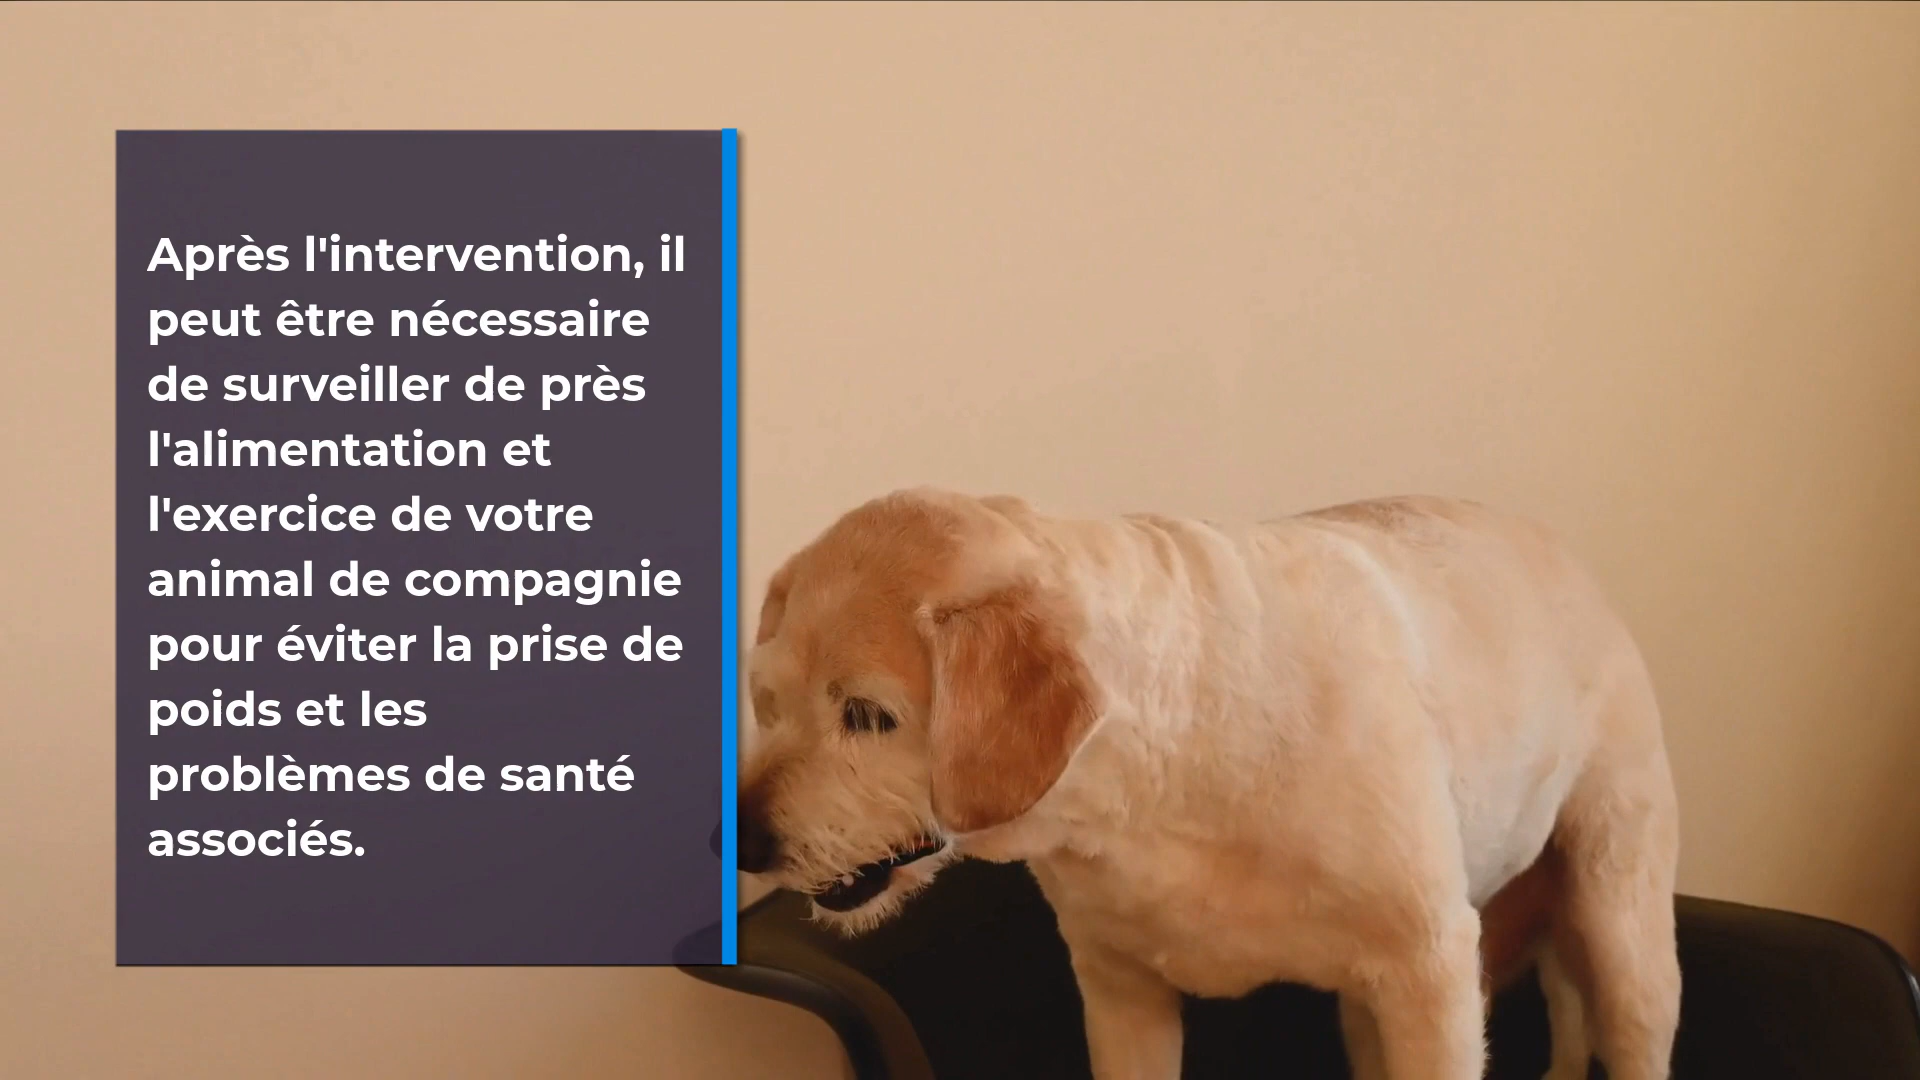 Après l'intervention, il
peut être nécessaire
de surveiller de près
l'alimentation et
l'exercice de votre
animal de compagnie
pour éviter la prise de
poids et les
problèmes de santé
associés.